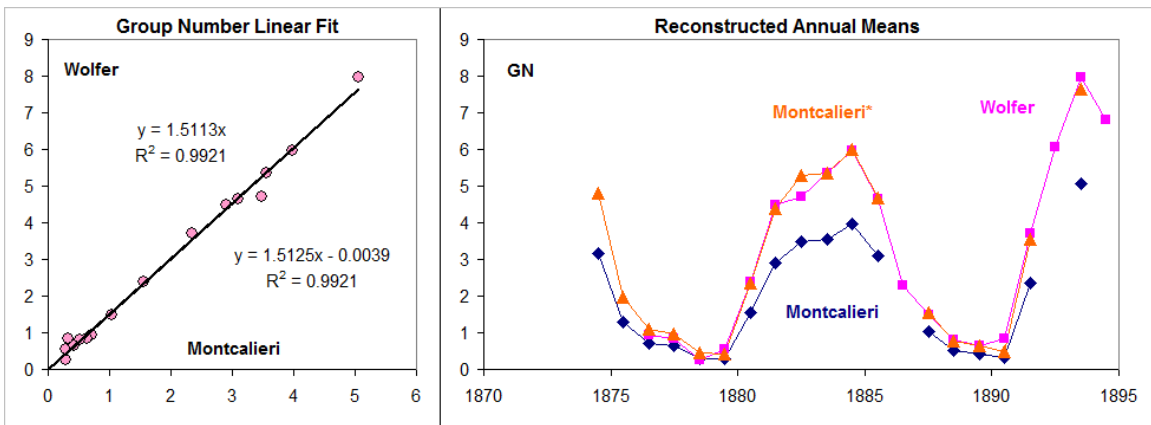 Group Number Linear Fit
9
8
7
6
5
4
3
2
1
0
Wolfer
y = 1.5113x
R² = 0.9921
y = 1.5125x - 0.0039
R² = 0.9921
Montcalieri
0 1 2 3 4 5 6
Reconstructed Annual Means
9
8
7
6
5
4
3
2
1
0
GN
Montcalieri*
Wolfer
Montcalieri
1870 1875 1880 1885 1890 1895